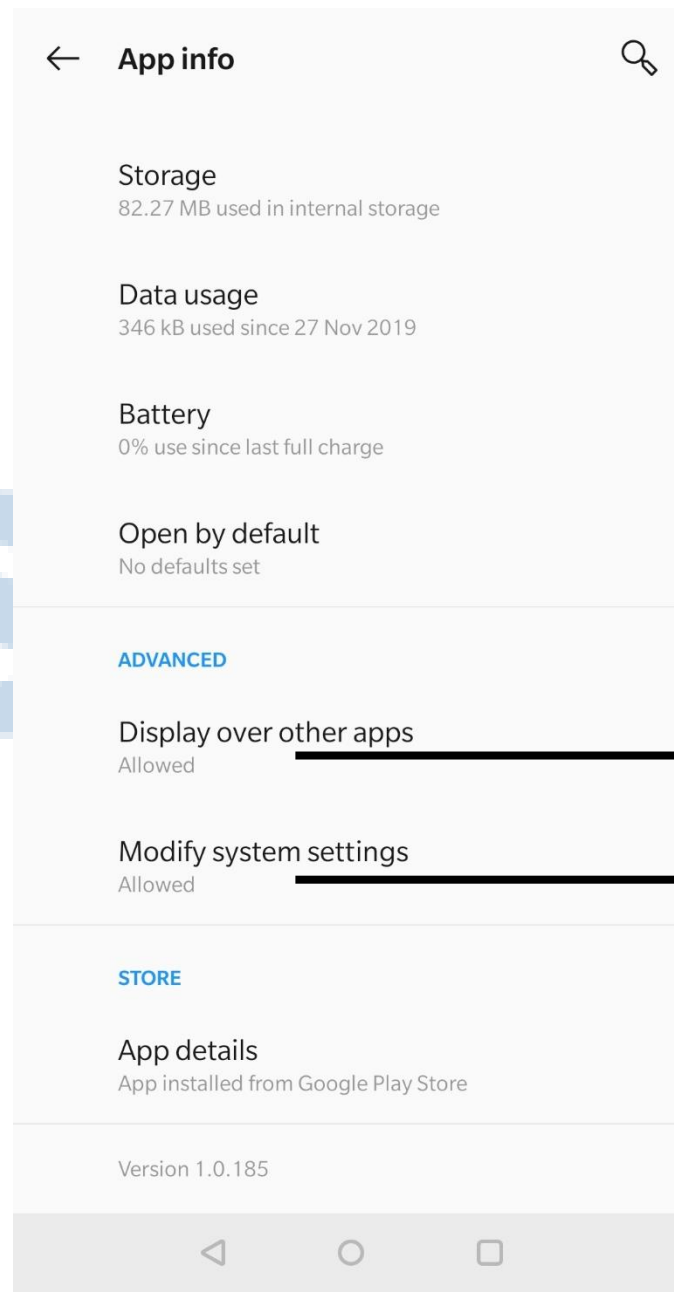 App info
Storage
82.27 MB used in internal storage
Data usage
346 kB used since 27 Nov 2019
Battery
0% use since last full charge
Open by default
No defaults set
ADVANCED
Display over other apps
Allowed
Modify system settings
Allowed
STORE
App details
App installed from Google Play Store
Version 1.0.185